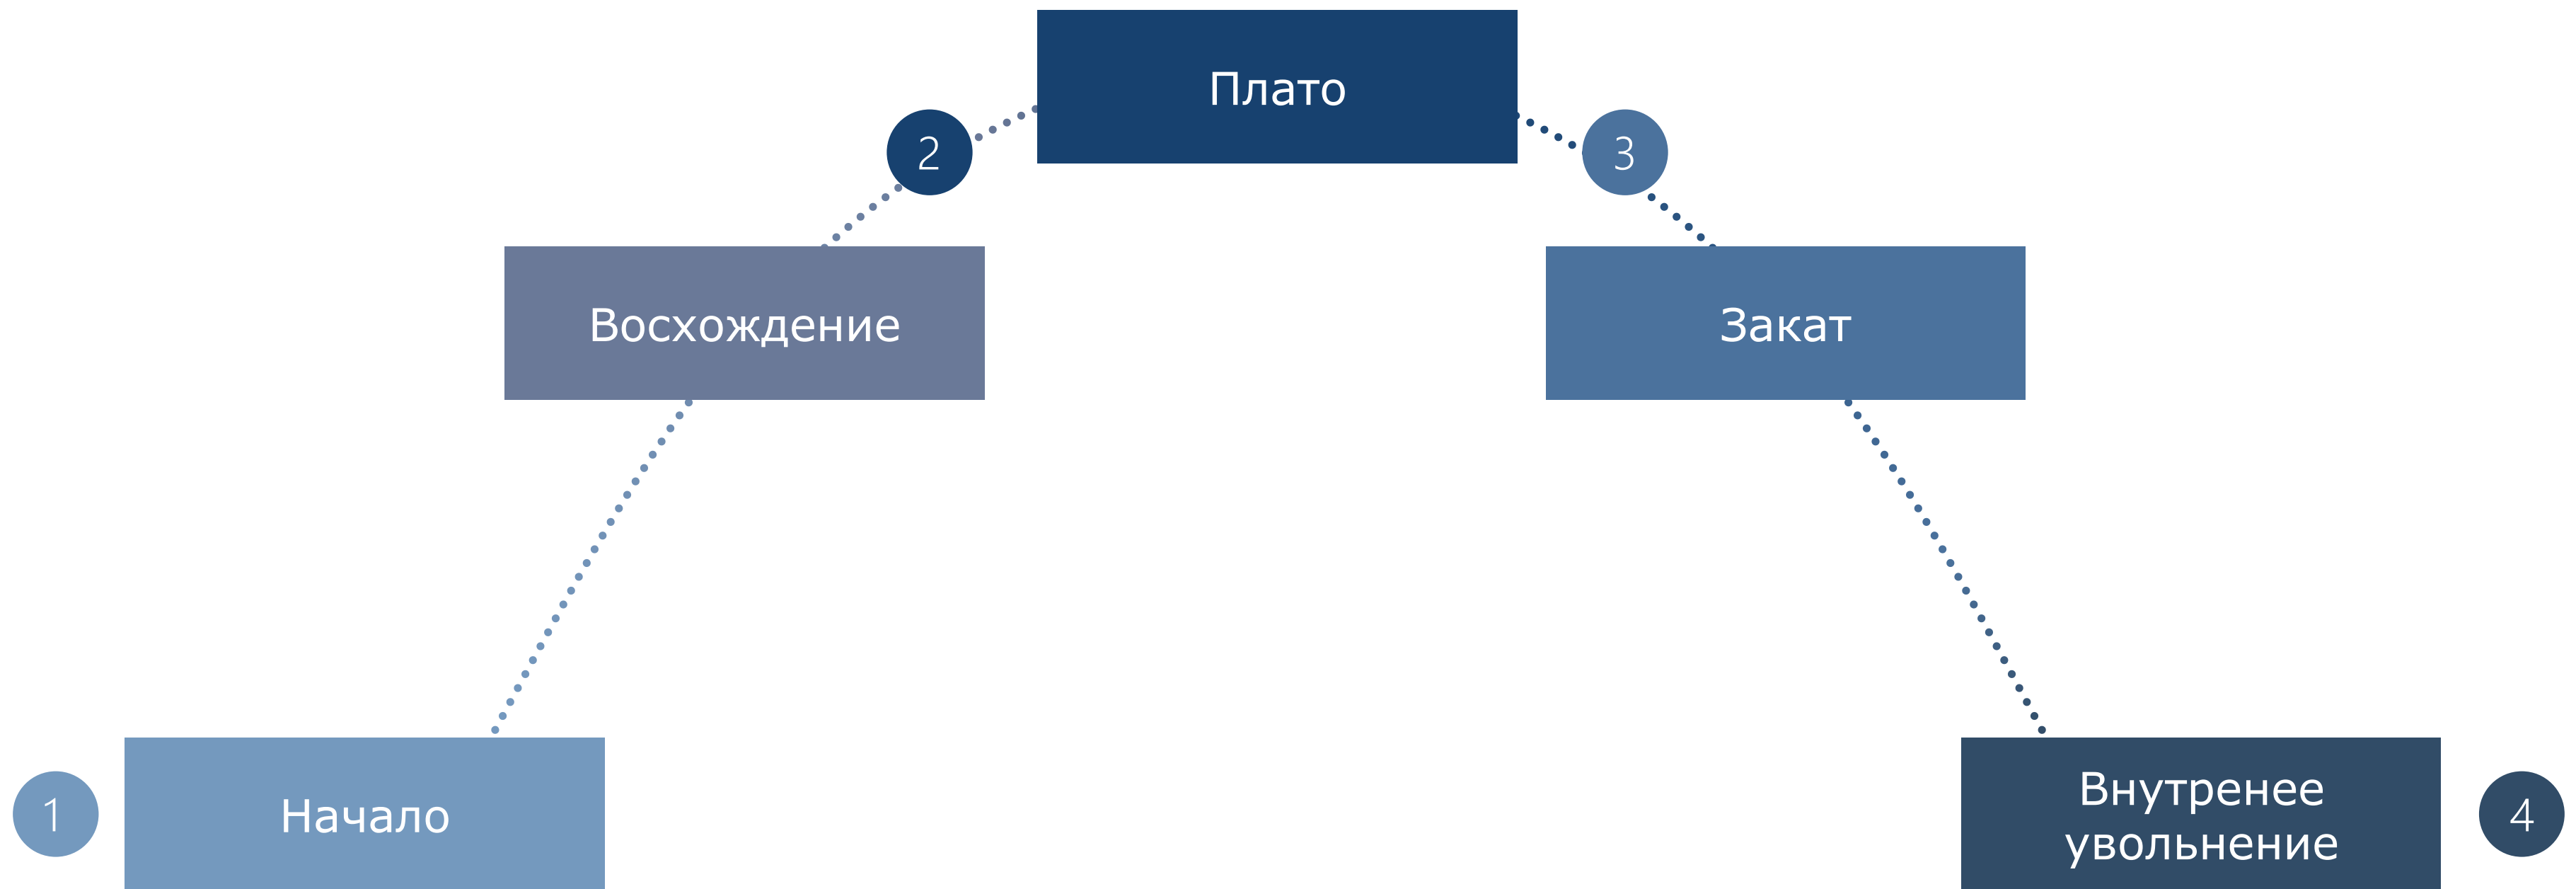 Плато
2
3
Восхождение
Закат
1
Начало
Внутренее
увольнение
4